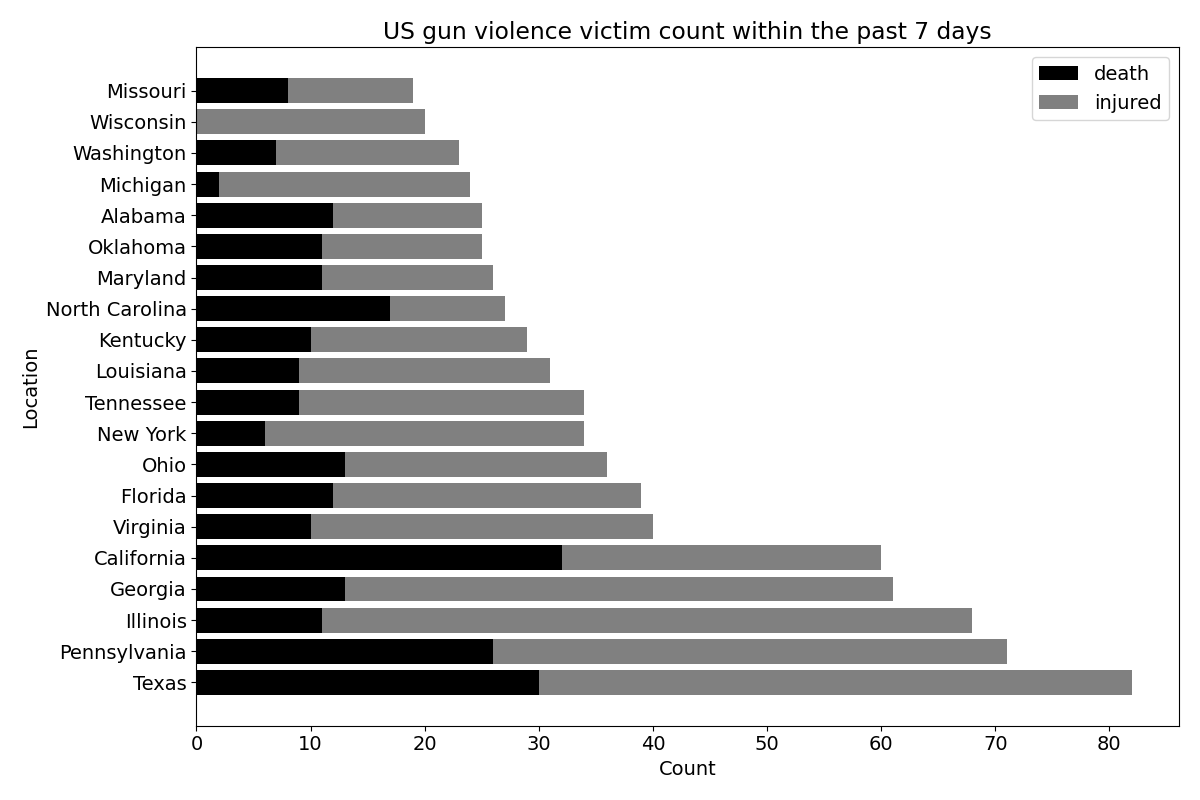 US gun violence victim count within the past 7 days
death
injured
Missouri
Wisconsin
Washington
Michigan
Alabama
Oklahoma
Maryland
North Carolina
Kentucky
Louisiana
Tennessee
New York
Ohio
Florida
Virginia
California
Georgia
Illinois
Pennsylvania
Texas
Location
0 10 20 30 40 50 60 70 80
Count